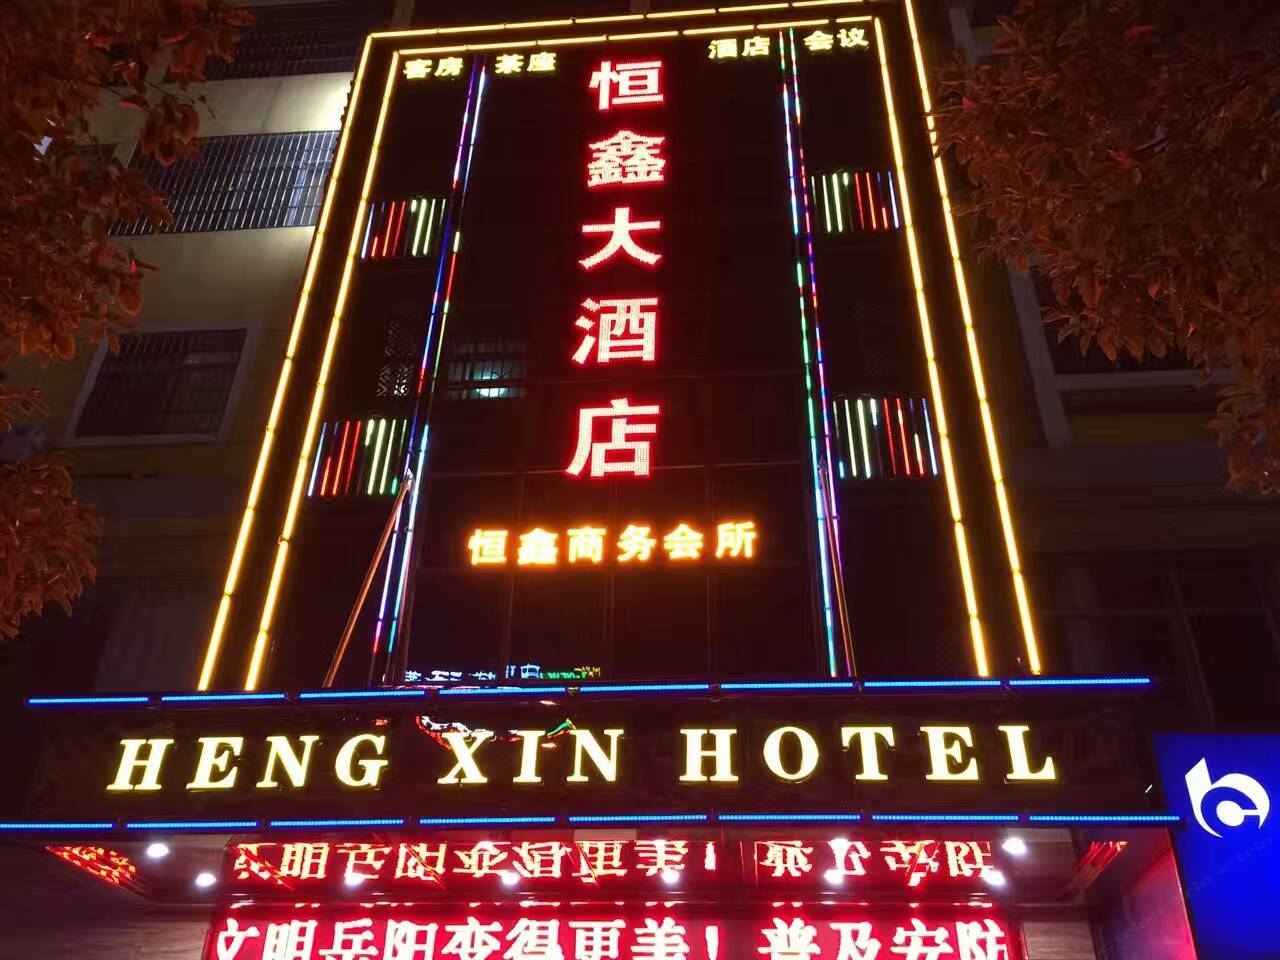 客房 茶座
酒店 会议
恒鑫大酒店
恒鑫商务会所
HENG XIN HOTEL
文明岳阳变得更美！普及安防